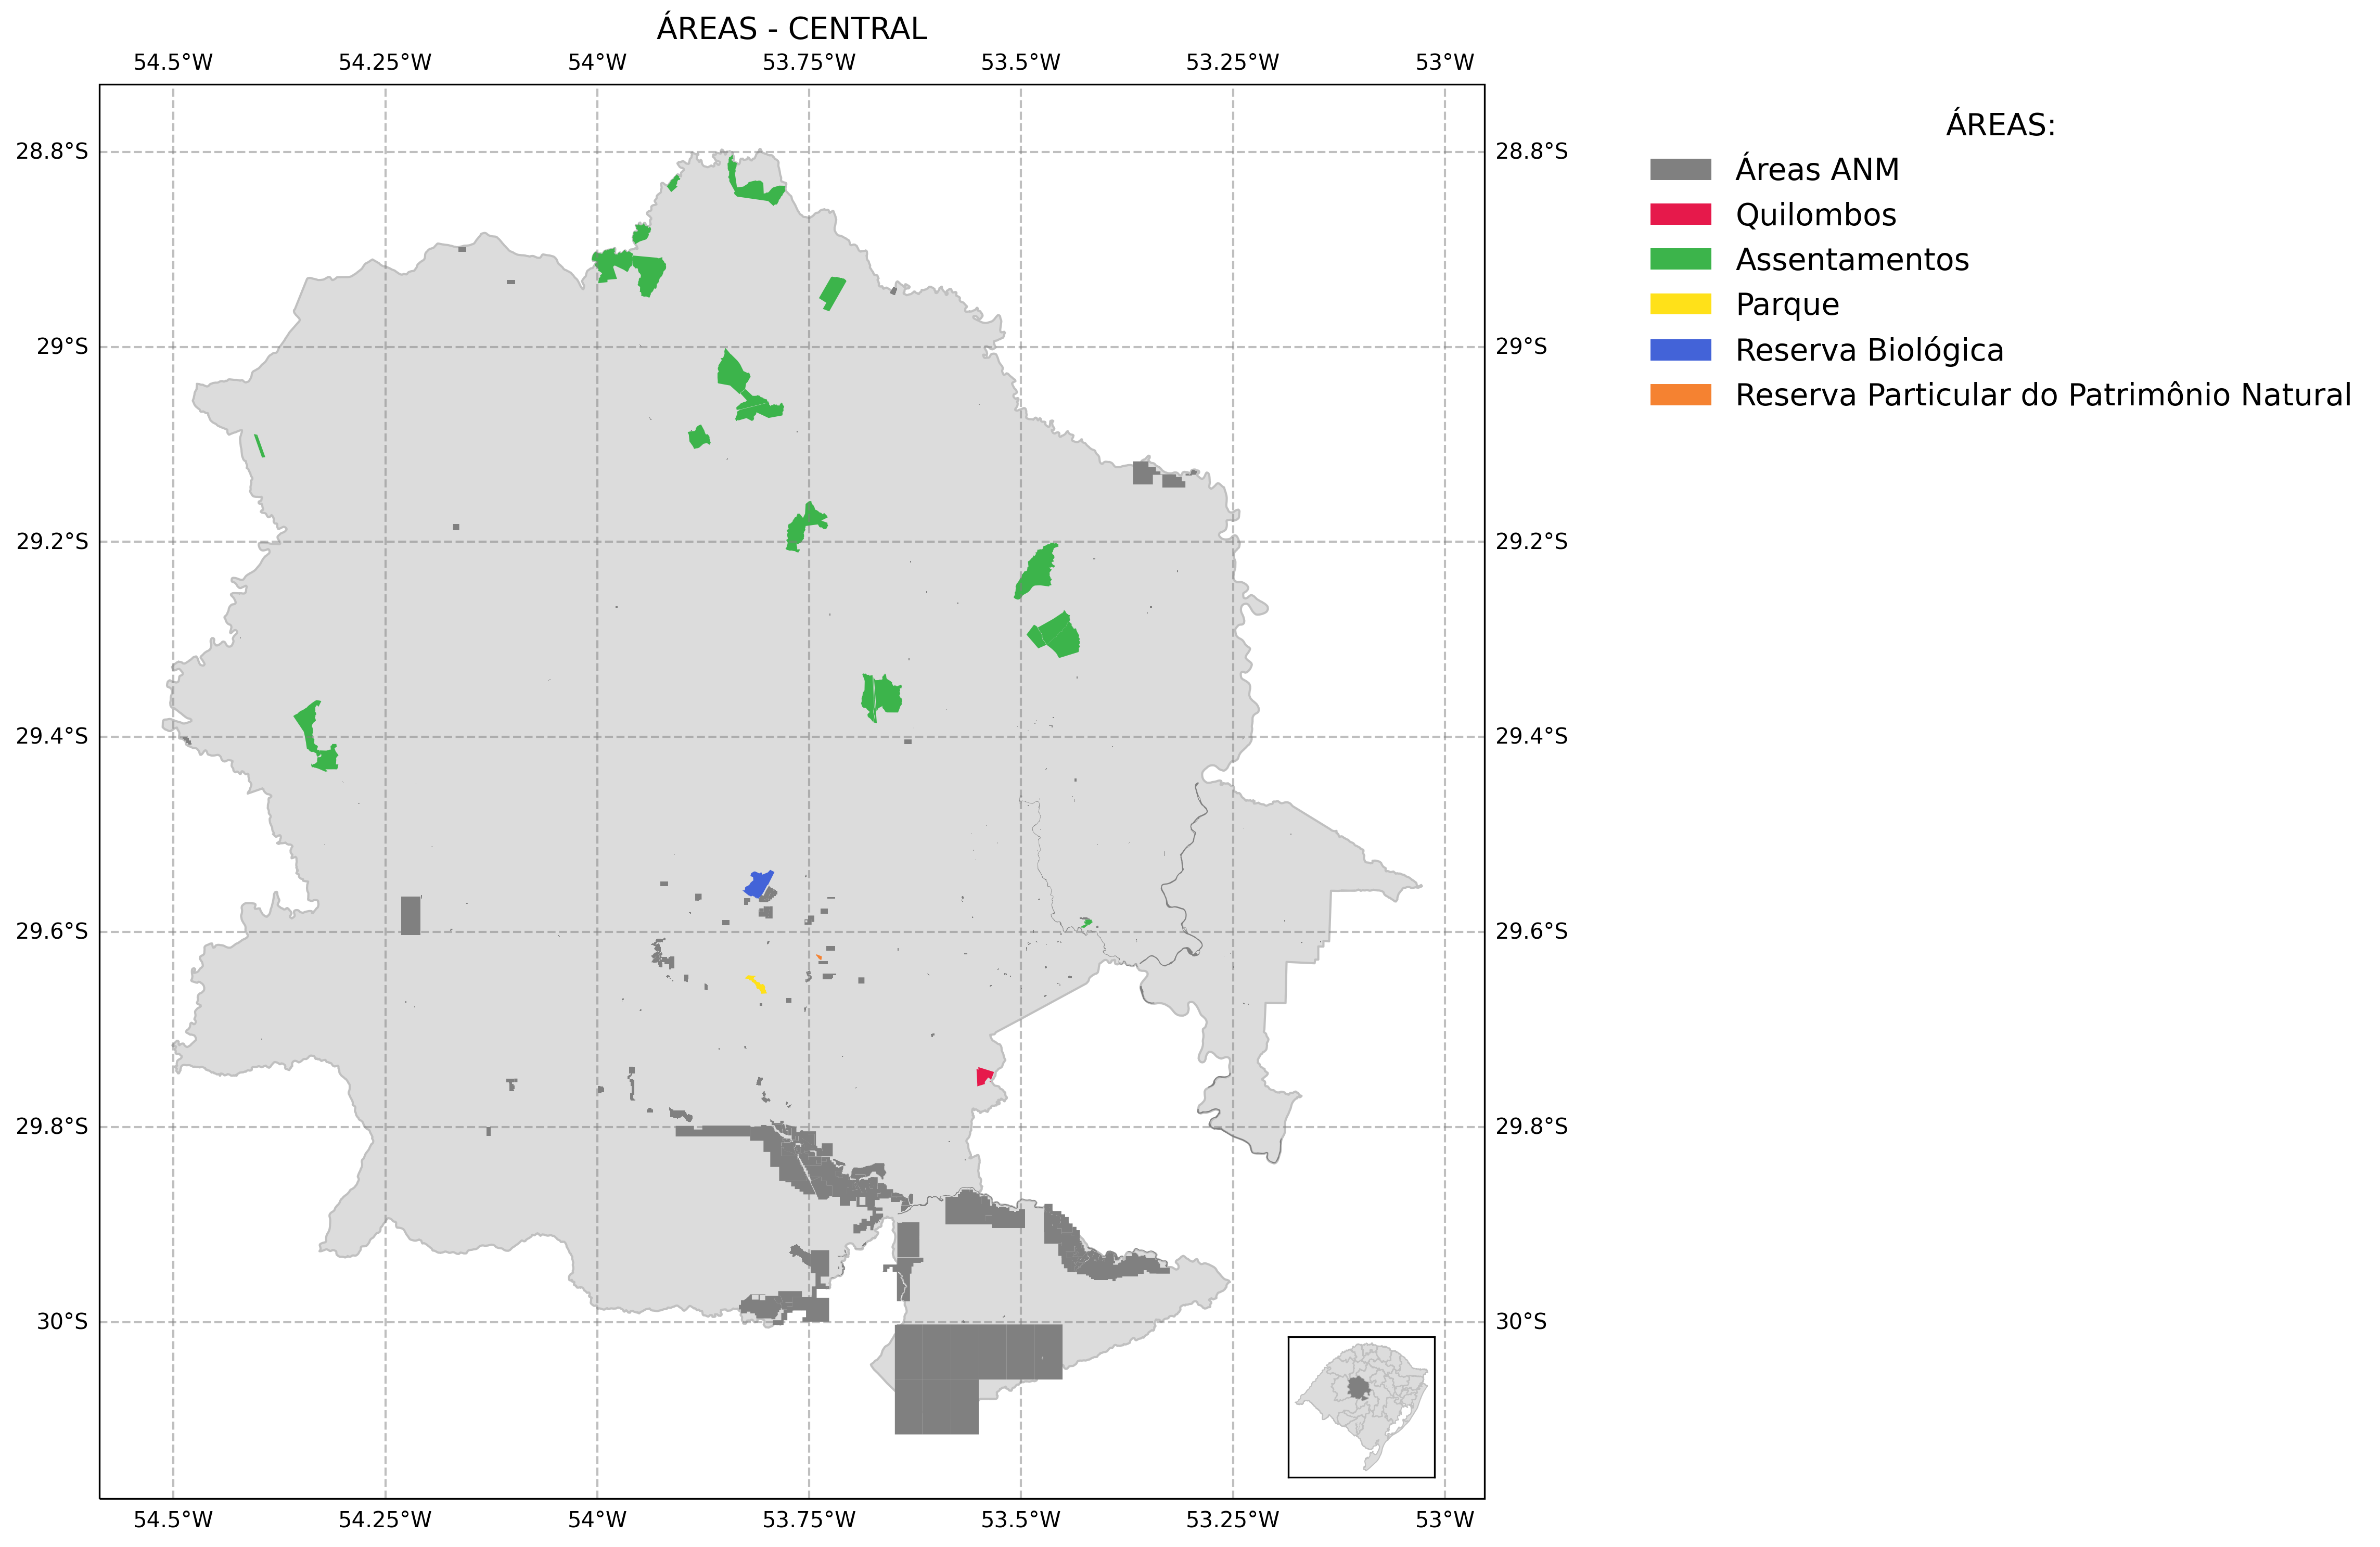 ÁREAS - CENTRAL
54.5°W 54.25°W 54°W 53.75°W 53.5°W 53.25°W 53°W
ÁREAS:
Áreas ANM
Quilombos
Assentamentos
Parque
Reserva Biológica
Reserva Particular do Patrimônio Natural
28.8°S 28.8°S
29°S 29°S
29.2°S 29.2°S
29.4°S 29.4°S
29.6°S 29.6°S
29.8°S 29.8°S
30°S 30°S
54.5°W 54.25°W 54°W 53.75°W 53.5°W 53.25°W 53°W